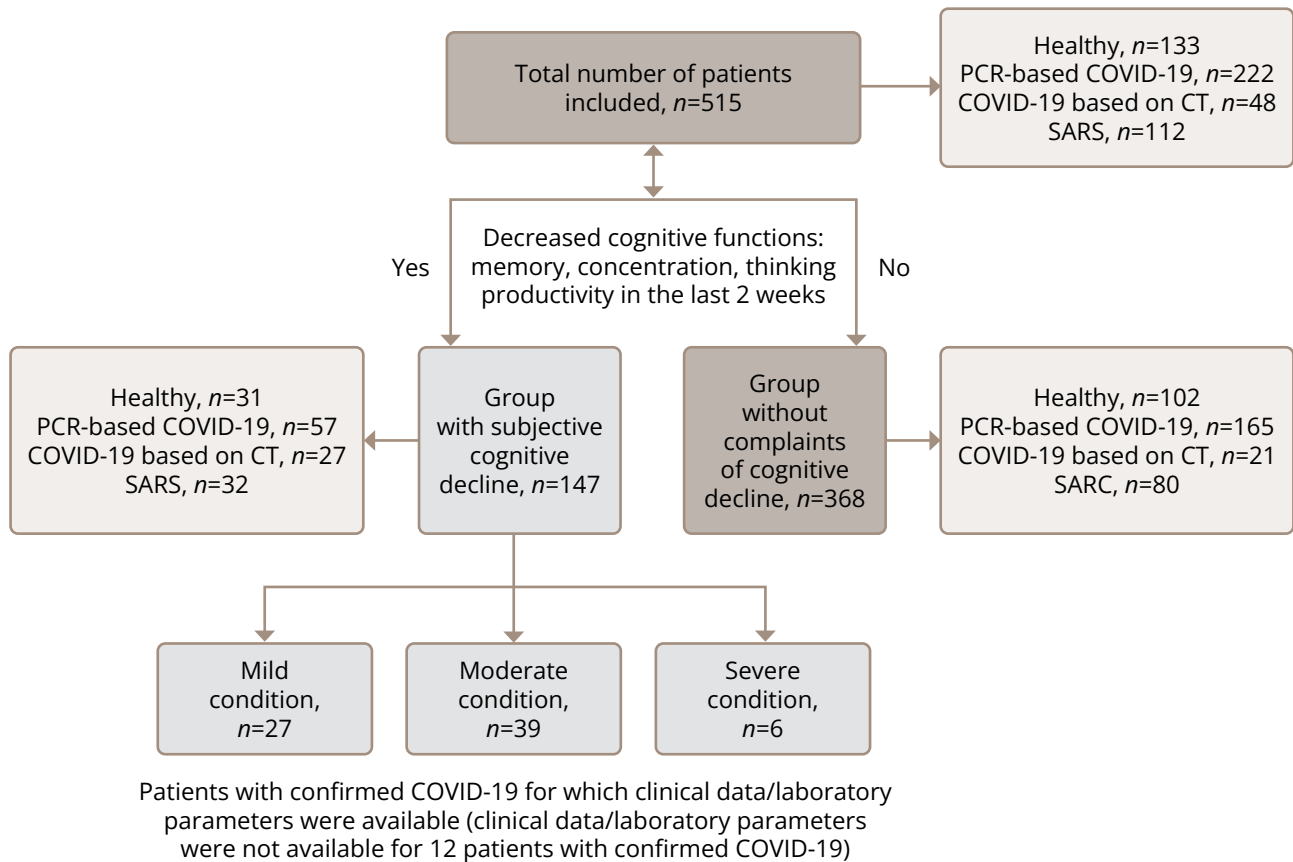 Total number of patients
included, n=515
Healthy, n=133
PCR-based COVID-19, n=222
COVID-19 based on CT, n=48
SARS, n=112
Decreased cognitive functions:
memory, concentration, thinking
productivity in the last 2 weeks
Yes
No
Healthy, n=31
PCR-based COVID-19, n=57
COVID-19 based on CT, n=27
SARS, n=32
Group
with subjective
cognitive
decline, n=147
Group
without
complaints
of cognitive
decline, n=368
Healthy, n=102
PCR-based COVID-19, n=165
COVID-19 based on CT, n=21
SARC, n=80
Mild
condition,
n=27
Moderate
condition,
n=39
Severe
condition,
n=6
Patients with confirmed COVID-19 for which clinical data/laboratory
parameters were available (clinical data/laboratory parameters
were not available for 12 patients with confirmed COVID-19)